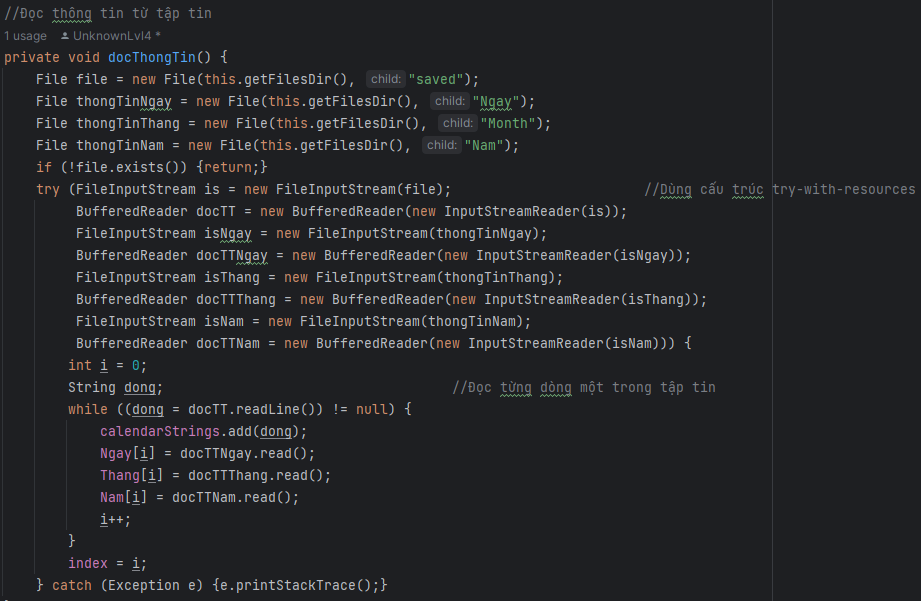 //Đọc thông tin từ tập tin
1 usage UnknownLvl4 *
private void docThongTin() {
File file = new File(this.getFilesDir(), child: "saved");
File thongTinNgay = new File(this.getFilesDir(), child: "Ngay");
File thongTinThang = new File(this.getFilesDir(), child: "Month");
File thongTinNam = new File(this.getFilesDir(), child: "Nam");
if (!file.exists()) {return;}
try (FileInputStream is = new FileInputStream(file); //Dùng cấu trúc try-with-resources
BufferedReader docTT = new BufferedReader(new InputStreamReader(is));
FileInputStream isNgay = new FileInputStream(thongTinNgay);
BufferedReader docTTNgay = new BufferedReader(new InputStreamReader(isNgay));
FileInputStream isThang = new FileInputStream(thongTinThang);
BufferedReader docTTThang = new BufferedReader(new InputStreamReader(isThang));
FileInputStream isNam = new FileInputStream(thongTinNam);
BufferedReader docTTNam = new BufferedReader(new InputStreamReader(isNam))) {
int i = 0;
String dong; //Đọc từng dòng một trong tập tin
while ((dong = docTT.readLine()) != null) {
calendarStrings.add(dong);
Ngay[i] = docTTNgay.read();
Thang[i] = docTTThang.read();
Nam[i] = docTTNam.read();
i++;
}
index = i;
} catch (Exception e) {e.printStackTrace();}